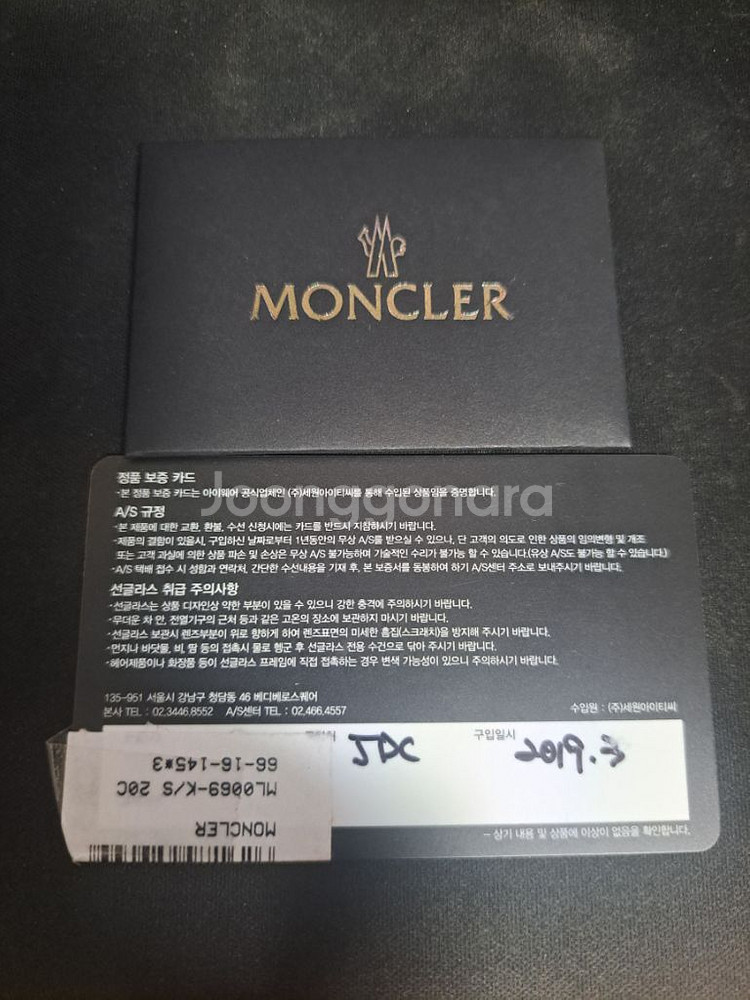 MONCLER
Joonggonara
정품 보증 카드
-본 정품 보증 카드는 아이웨어 공식업체인 (주)세원아이티씨를 통해 수입된 상품임을 증명합니다.
A/S 규정
-본 제품에 대한 교환, 환불, 수선 신청시에는 카드를 반드시 지참하시기 바랍니다.
-제품의 결함이 있을시, 구입하신 날짜로부터 1년동안의 무상 A/S를 받으실 수 있으나, 단 고객의 의도로 인한 상품의 임의변형 및 개조
또는 고객 과실에 의한 상품 파손 및 손상은 무상 A/S 불가능하며 기술적인 수리가 불가능 할 수 있습니다.(유상 A/S도 불가능 할 수 있습니다.)
-A/S 택배 접수 시 성함과 연락처, 간단한 수선내용을 기재 후, 본 보증서를 동봉하여 하기 A/S센터 주소로 보내주시기 바랍니다.
선글라스 취급 주의사항
-선글라스는 상품 디자인상 약한 부분이 있을 수 있으니 강한 충격에 주의하시기 바랍니다.
-무더운 차 안, 전열기구의 근처 등과 같은 고온의 장소에 보관하지 마시기 바랍니다.
-선글라스 보관시 렌즈부분이 위로 향하게 하여 렌즈표면의 미세한 흠집(스크래치)을 방지해 주시기 바랍니다.
-먼지나 바닷물, 비, 땀 등의 접촉시 물로 헹군 후 선글라스 전용 수건으로 닦아 주시기 바랍니다.
-헤어제품이나 화장품 등이 선글라스 프레임에 직접 접촉하는 경우 변색 가능성이 있으니 주의하시기 바랍니다.
135-951 서울시 강남구 청담동 46 베디베로스퀘어
본사 TEL : 02.3446.8552 A/S센터 TEL : 02.466.4557
수입원 : (주)세원아이티씨
JDC
구입일시
2019.3
- 상기 내용 및 상품에 이상이 없음을 확인합니다.
MONCLER
ML0069-K/S 20C
66-16-145*3